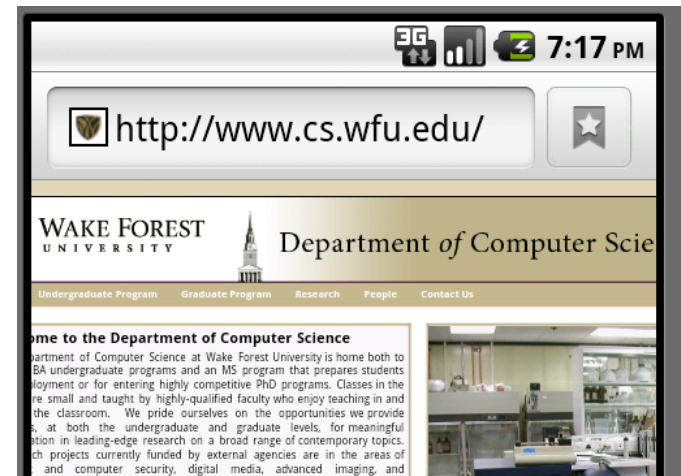 3G 7:17 PM
http://www.cs.wfu.edu/
WAKE FOREST
UNIVERSITY
Department of Computer Scie
Undergraduate Program Graduate Program Research People Contact Us
ome to the Department of Computer Science
partment of Computer Science at Wake Forest University is home both to
BA undergraduate programs and an MS program that prepares students
ployment or for entering highly competitive PhD programs. Classes in the
re small and taught by highly-qualified faculty who enjoy teaching in and
the classroom. We pride ourselves on the opportunities we provide
s, at both the undergraduate and graduate levels, for meaningful
ation in leading-edge research on a broad range of contemporary topics.
ch projects currently funded by external agencies are in the areas of
and computer security, digital media, advanced imaging, and